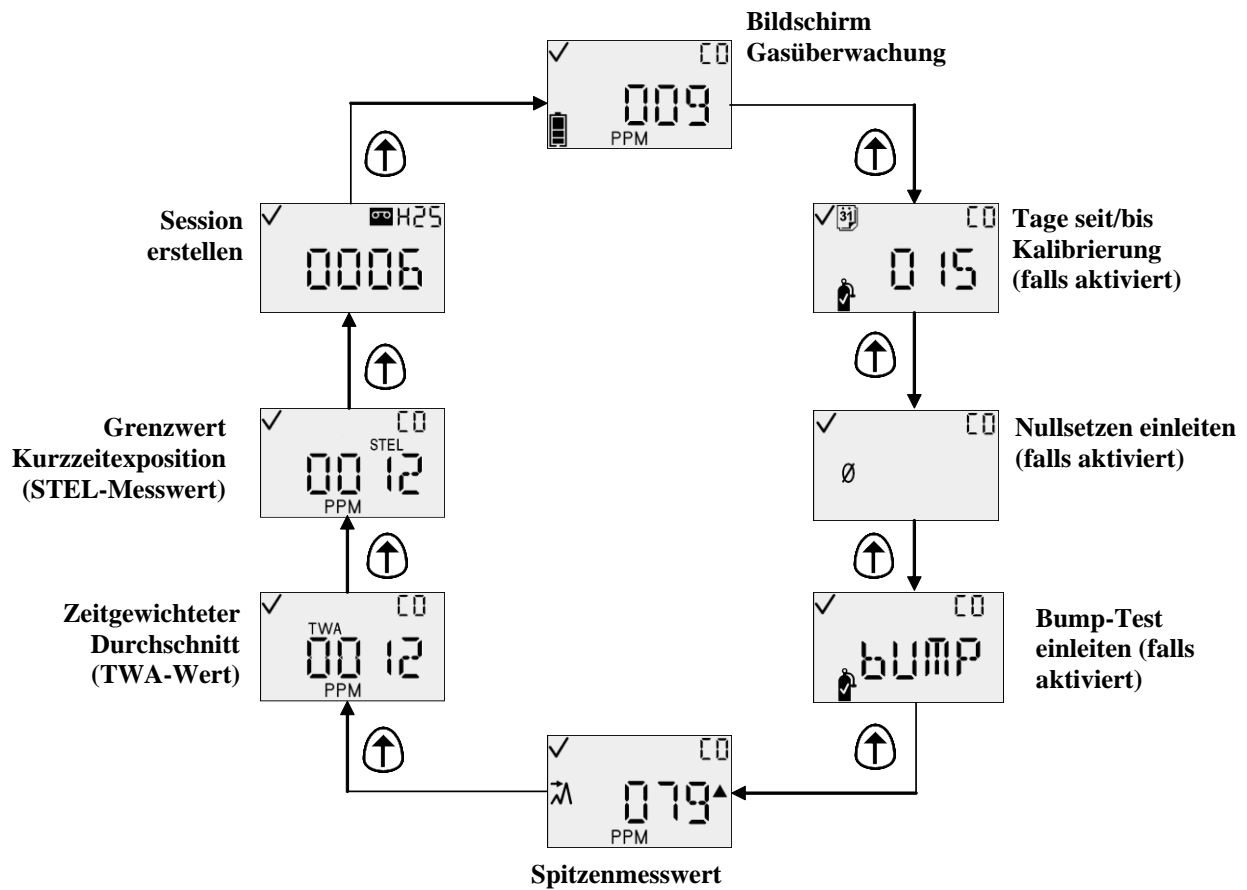 Bildschirm
Gasüberwachung
CO
009
PPM
31
CO
015
Tage seit/bis
Kalibrierung
(falls aktiviert)
CO
Ø
Nullsetzen einleiten
(falls aktiviert)
CO
bUMP
Bump-Test
einleiten (falls
aktiviert)
CO
079
PPM
Spitzenmesswert
Zeitgewichteter
Durchschnitt
(TWA-Wert)
CO
TWA
0012
PPM
Grenzwert
Kurzzeitexposition
(STEL-Messwert)
CO
STEL
0012
PPM
Session
erstellen
H2S
0006